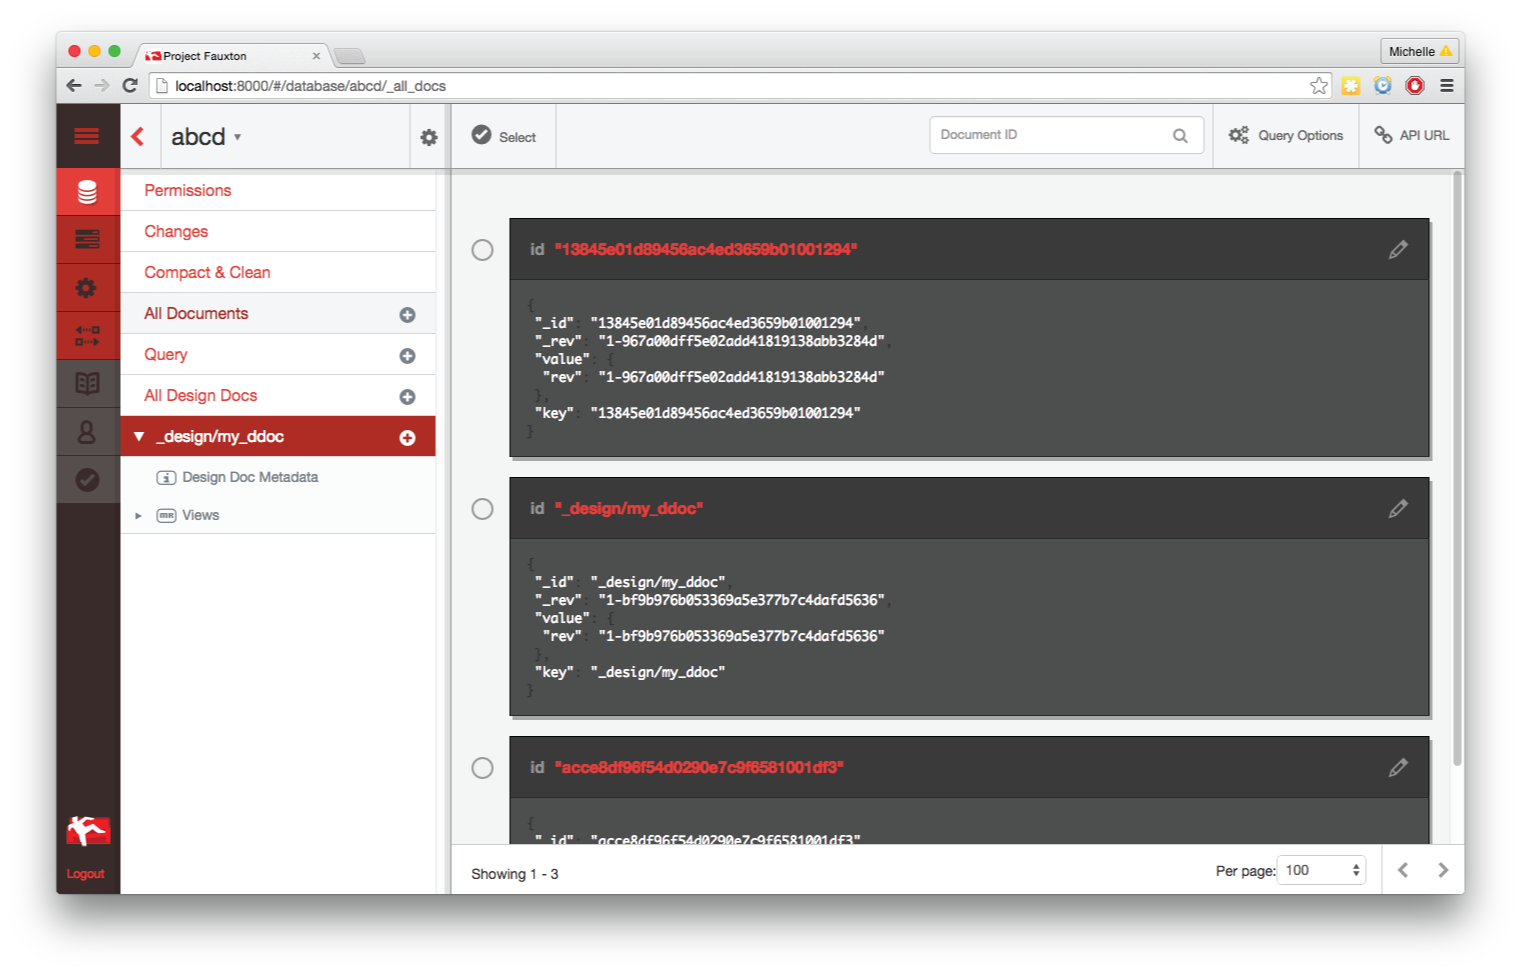 Project Fauxton
Michelle
localhost:8000/#/database/abcd/_all_docs
abcd
Select
Document ID
Query Options
API URL
Permissions
Changes
Compact & Clean
All Documents
Query
All Design Docs
_design/my_ddoc
Design Doc Metadata
MR Views
Logout
id "13845e01d89456ac4ed3659b01001294"
{
"_id": "13845e01d89456ac4ed3659b01001294",
"_rev": "1-967a00dff5e02add41819138abb3284d",
"value": {
"rev": "1-967a00dff5e02add41819138abb3284d"
},
"key": "13845e01d89456ac4ed3659b01001294"
}
id "_design/my_ddoc"
{
"_id": "_design/my_ddoc",
"_rev": "1-bf9b976b053369a5e377b7c4dafd5636",
"value": {
"rev": "1-bf9b976b053369a5e377b7c4dafd5636"
},
"key": "_design/my_ddoc"
}
id "acce8df96f54d0290e7c9f6581001df3"
{
"_id": "acce8df96f54d0290e7c9f6581001df3"
Showing 1 - 3
Per page: 100